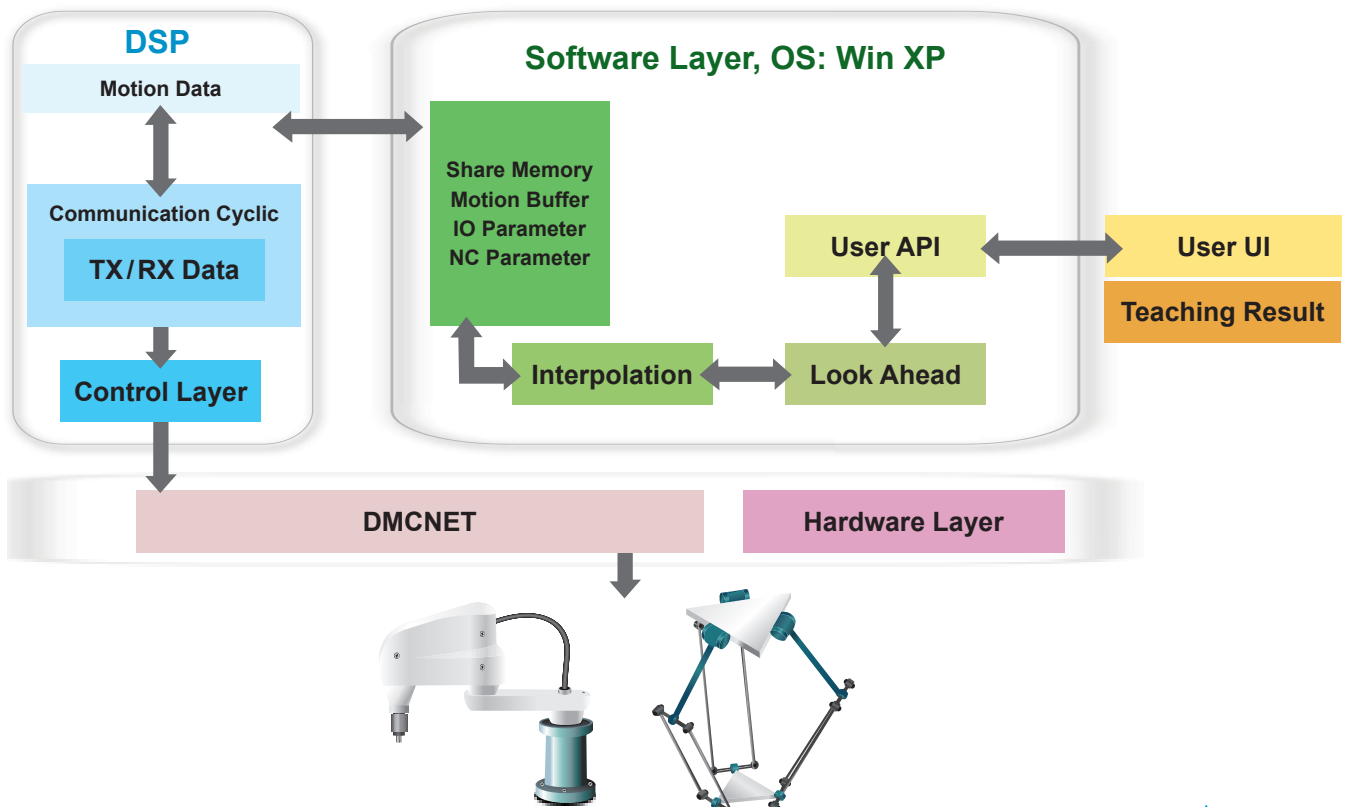 DSP
Motion Data
Communication Cyclic
TX/RX Data
Control Layer
Software Layer, OS: Win XP
Share Memory
Motion Buffer
IO Parameter
NC Parameter
User API
User UI
Teaching Result
Interpolation
Look Ahead
DMCNET
Hardware Layer